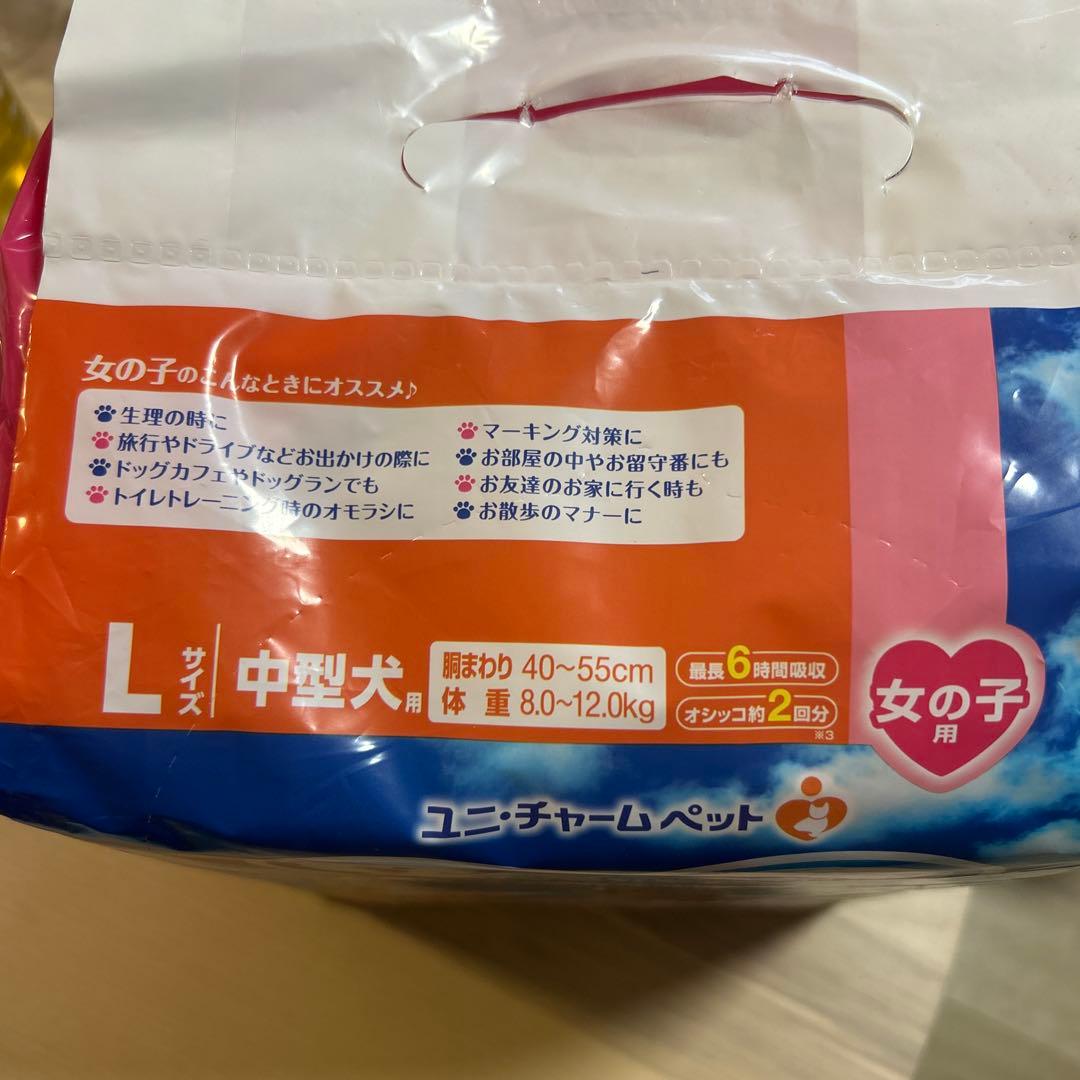 女の子のこんなときにオススメ♪
生理の時に
旅行やドライブなどお出かけの際に
ドッグカフェやドッグランでも
トイレトレーニング時のオモラシに
マーキング対策に
お部屋の中やお留守番にも
お友達のお家に行く時も
お散歩のマナーに
Lサイズ 中型犬用
胴まわり 40~55cm
体重 8.0~12.0kg
最長6時間吸収
オシッコ約2回分
※3
女の子用
ユニ・チャーム ペット